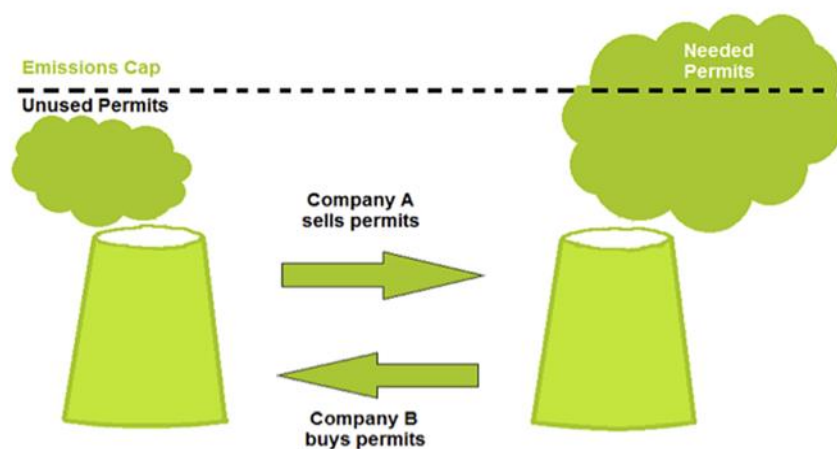 Emissions Cap
Unused Permits
Needed
Permits
Company A
sells permits
Company B
buys permits